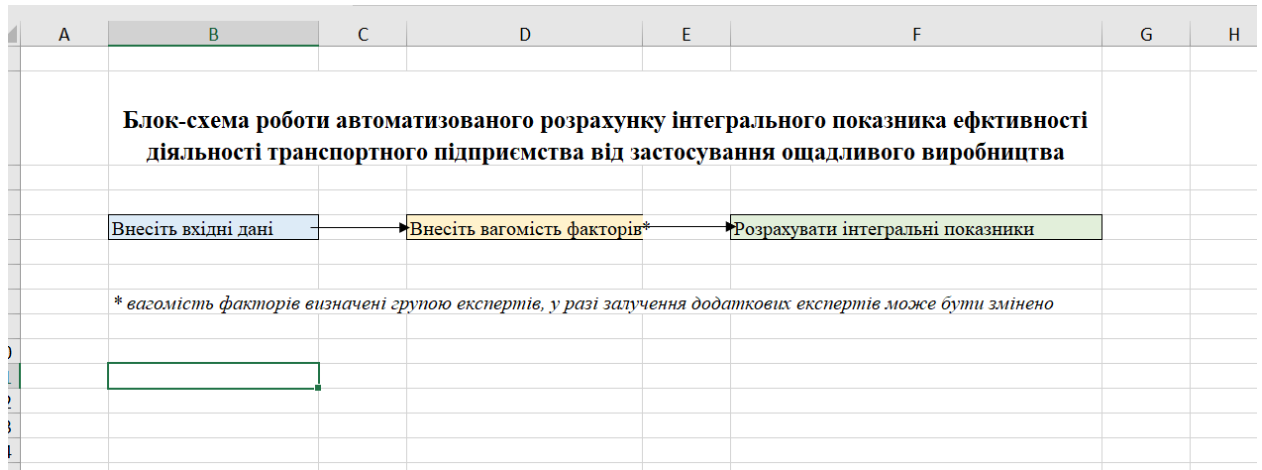 A B C D E F G H
Блок-схема роботи автоматизованого розрахунку інтегрального показника ефктивності
діяльності транспортного підприємства від застосування ощадливого виробництва
Внесіть вхідні дані Внесіть вагомість факторів* Розрахувати інтегральні показники
* вагомість факторів визначені групою експертів, у разі залучення додаткових експертів може бути змінено